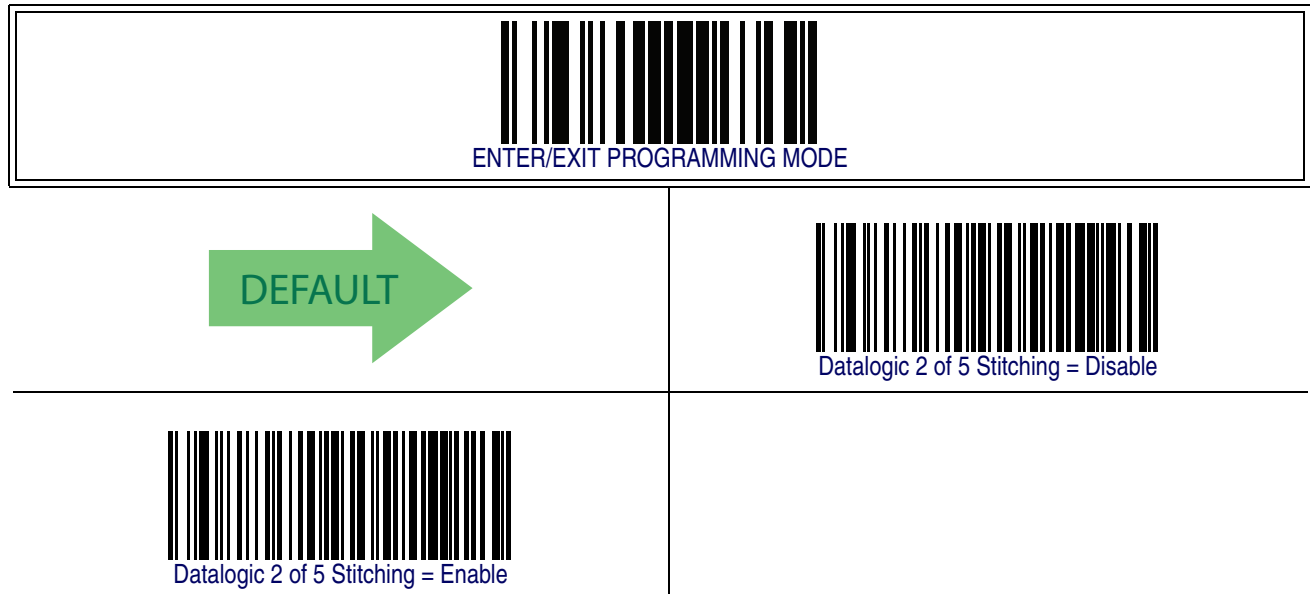 ENTER/EXIT PROGRAMMING MODE
DEFAULT
Datalogic 2 of 5 Stitching = Disable
Datalogic 2 of 5 Stitching = Enable